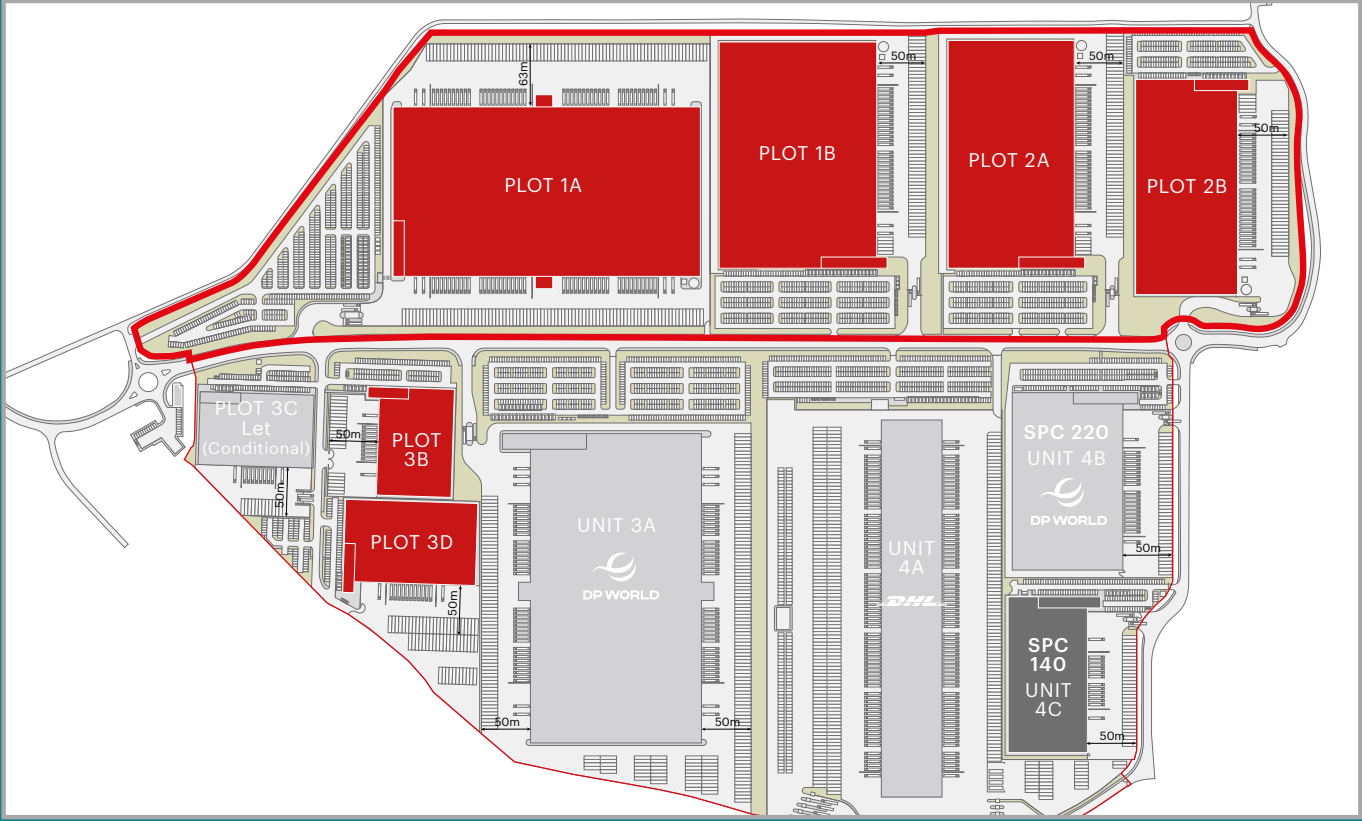 63m
50m
50m
50m
PLOT 1A
PLOT 1B
PLOT 2A
PLOT 2B
PLOT 3C
Let
(Conditional)
50m
50m
PLOT
3B
PLOT 3D
50m
UNIT 3A
DP WORLD
50m
50m
UNIT
4A
DHL
SPC 220
UNIT 4B
DP WORLD
50m
SPC
140
UNIT
4C
50m